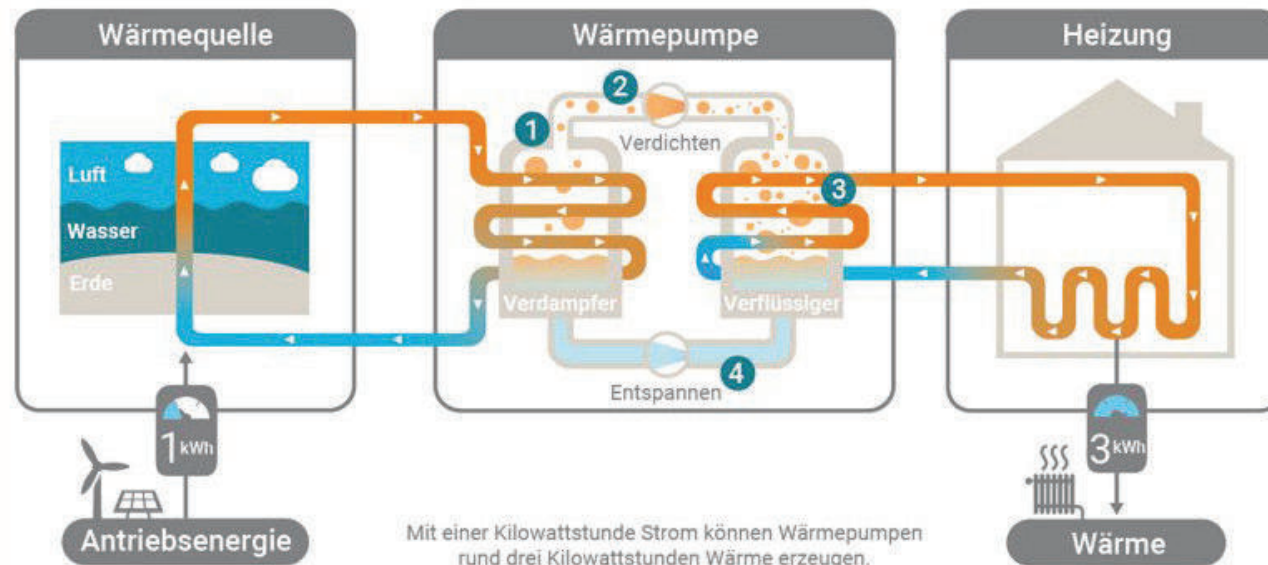 Wärmequelle
Luft
Wasser
Erde
1 kWh
Antriebsenergie
Wärmepumpe
1
2
Verdichten
3
Verdampfer
Verflüssiger
4
Entspannen
Mit einer Kilowattstunde Strom können Wärmepumpen
rund drei Kilowattstunden Wärme erzeugen.
Heizung
3 kWh
Wärme